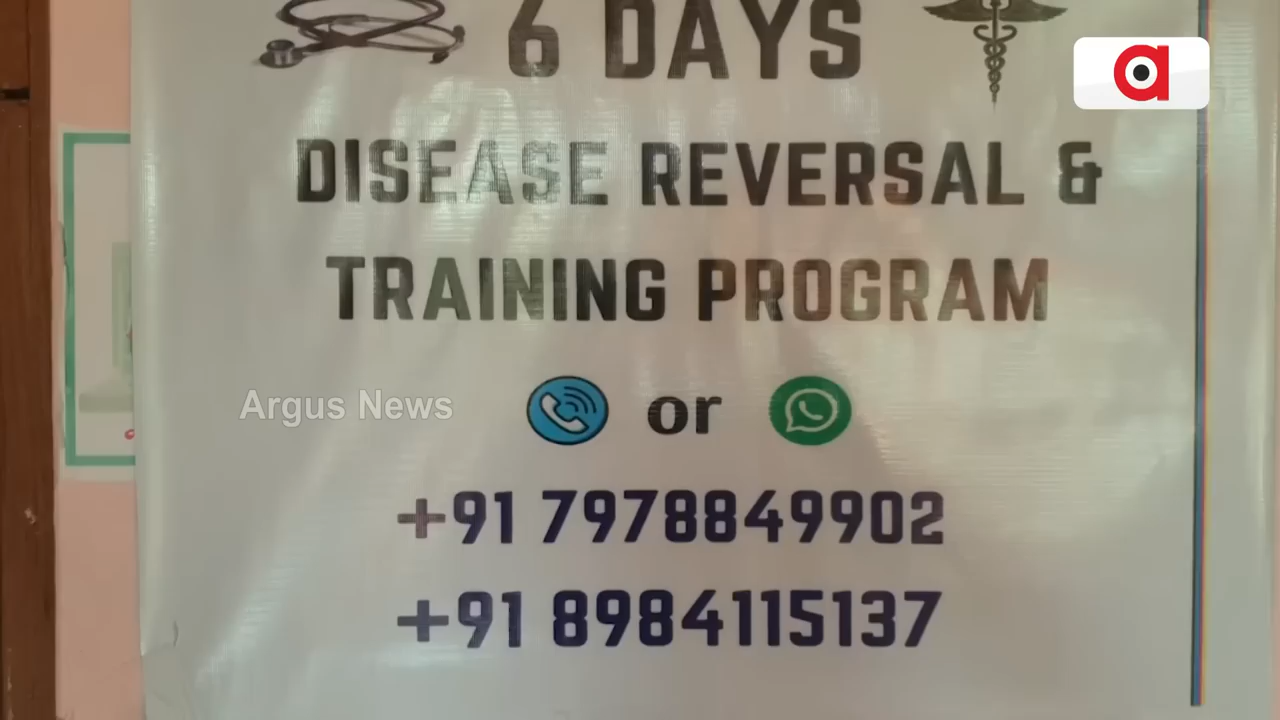 6 DAYS
a
DISEASE REVERSAL &
TRAINING PROGRAM
Argus News
or
+91 7978849902
+91 8984115137